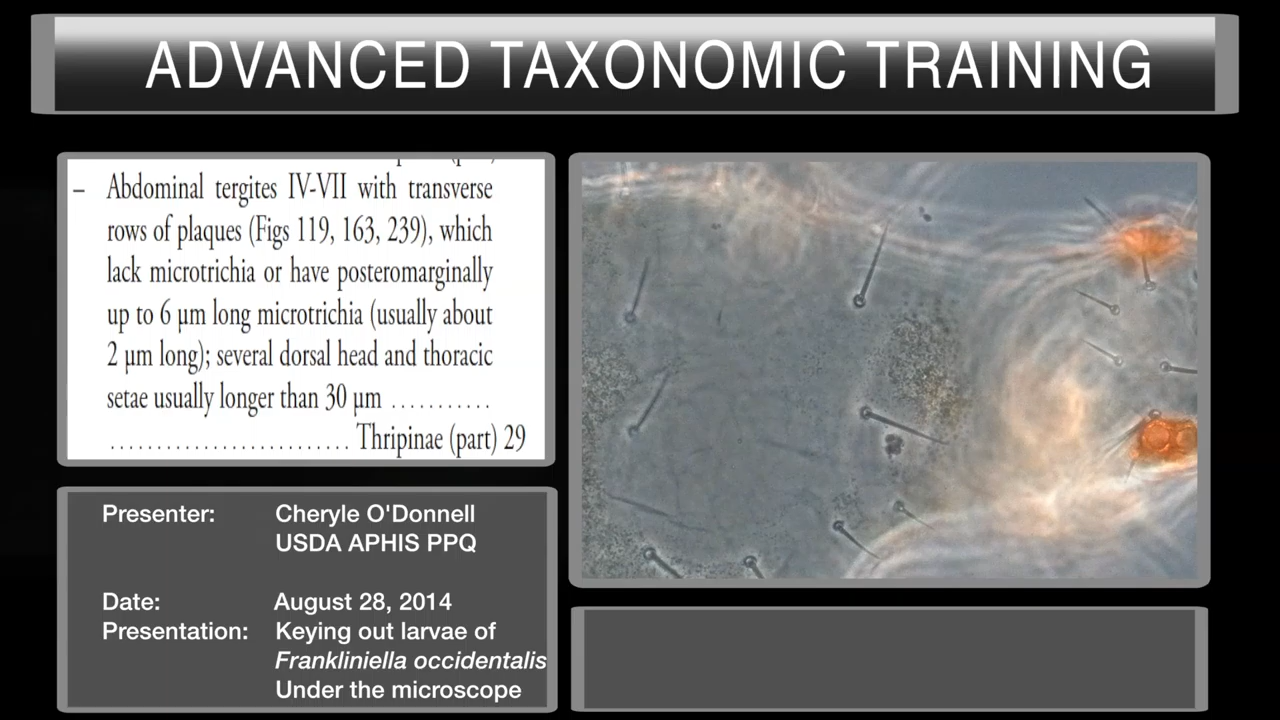 ADVANCED TAXONOMIC TRAINING
– Abdominal tergites IV-VII with transverse
rows of plaques (Figs 119, 163, 239), which
lack microtrichia or have posteromarginally
up to 6 µm long microtrichia (usually about
2 µm long); several dorsal head and thoracic
setae usually longer than 30 µm ...........
.......................... Thripinae (part) 29
Presenter: Cheryle O'Donnell
USDA APHIS PPQ
Date: August 28, 2014
Presentation: Keying out larvae of
Frankliniella occidentalis
Under the microscope